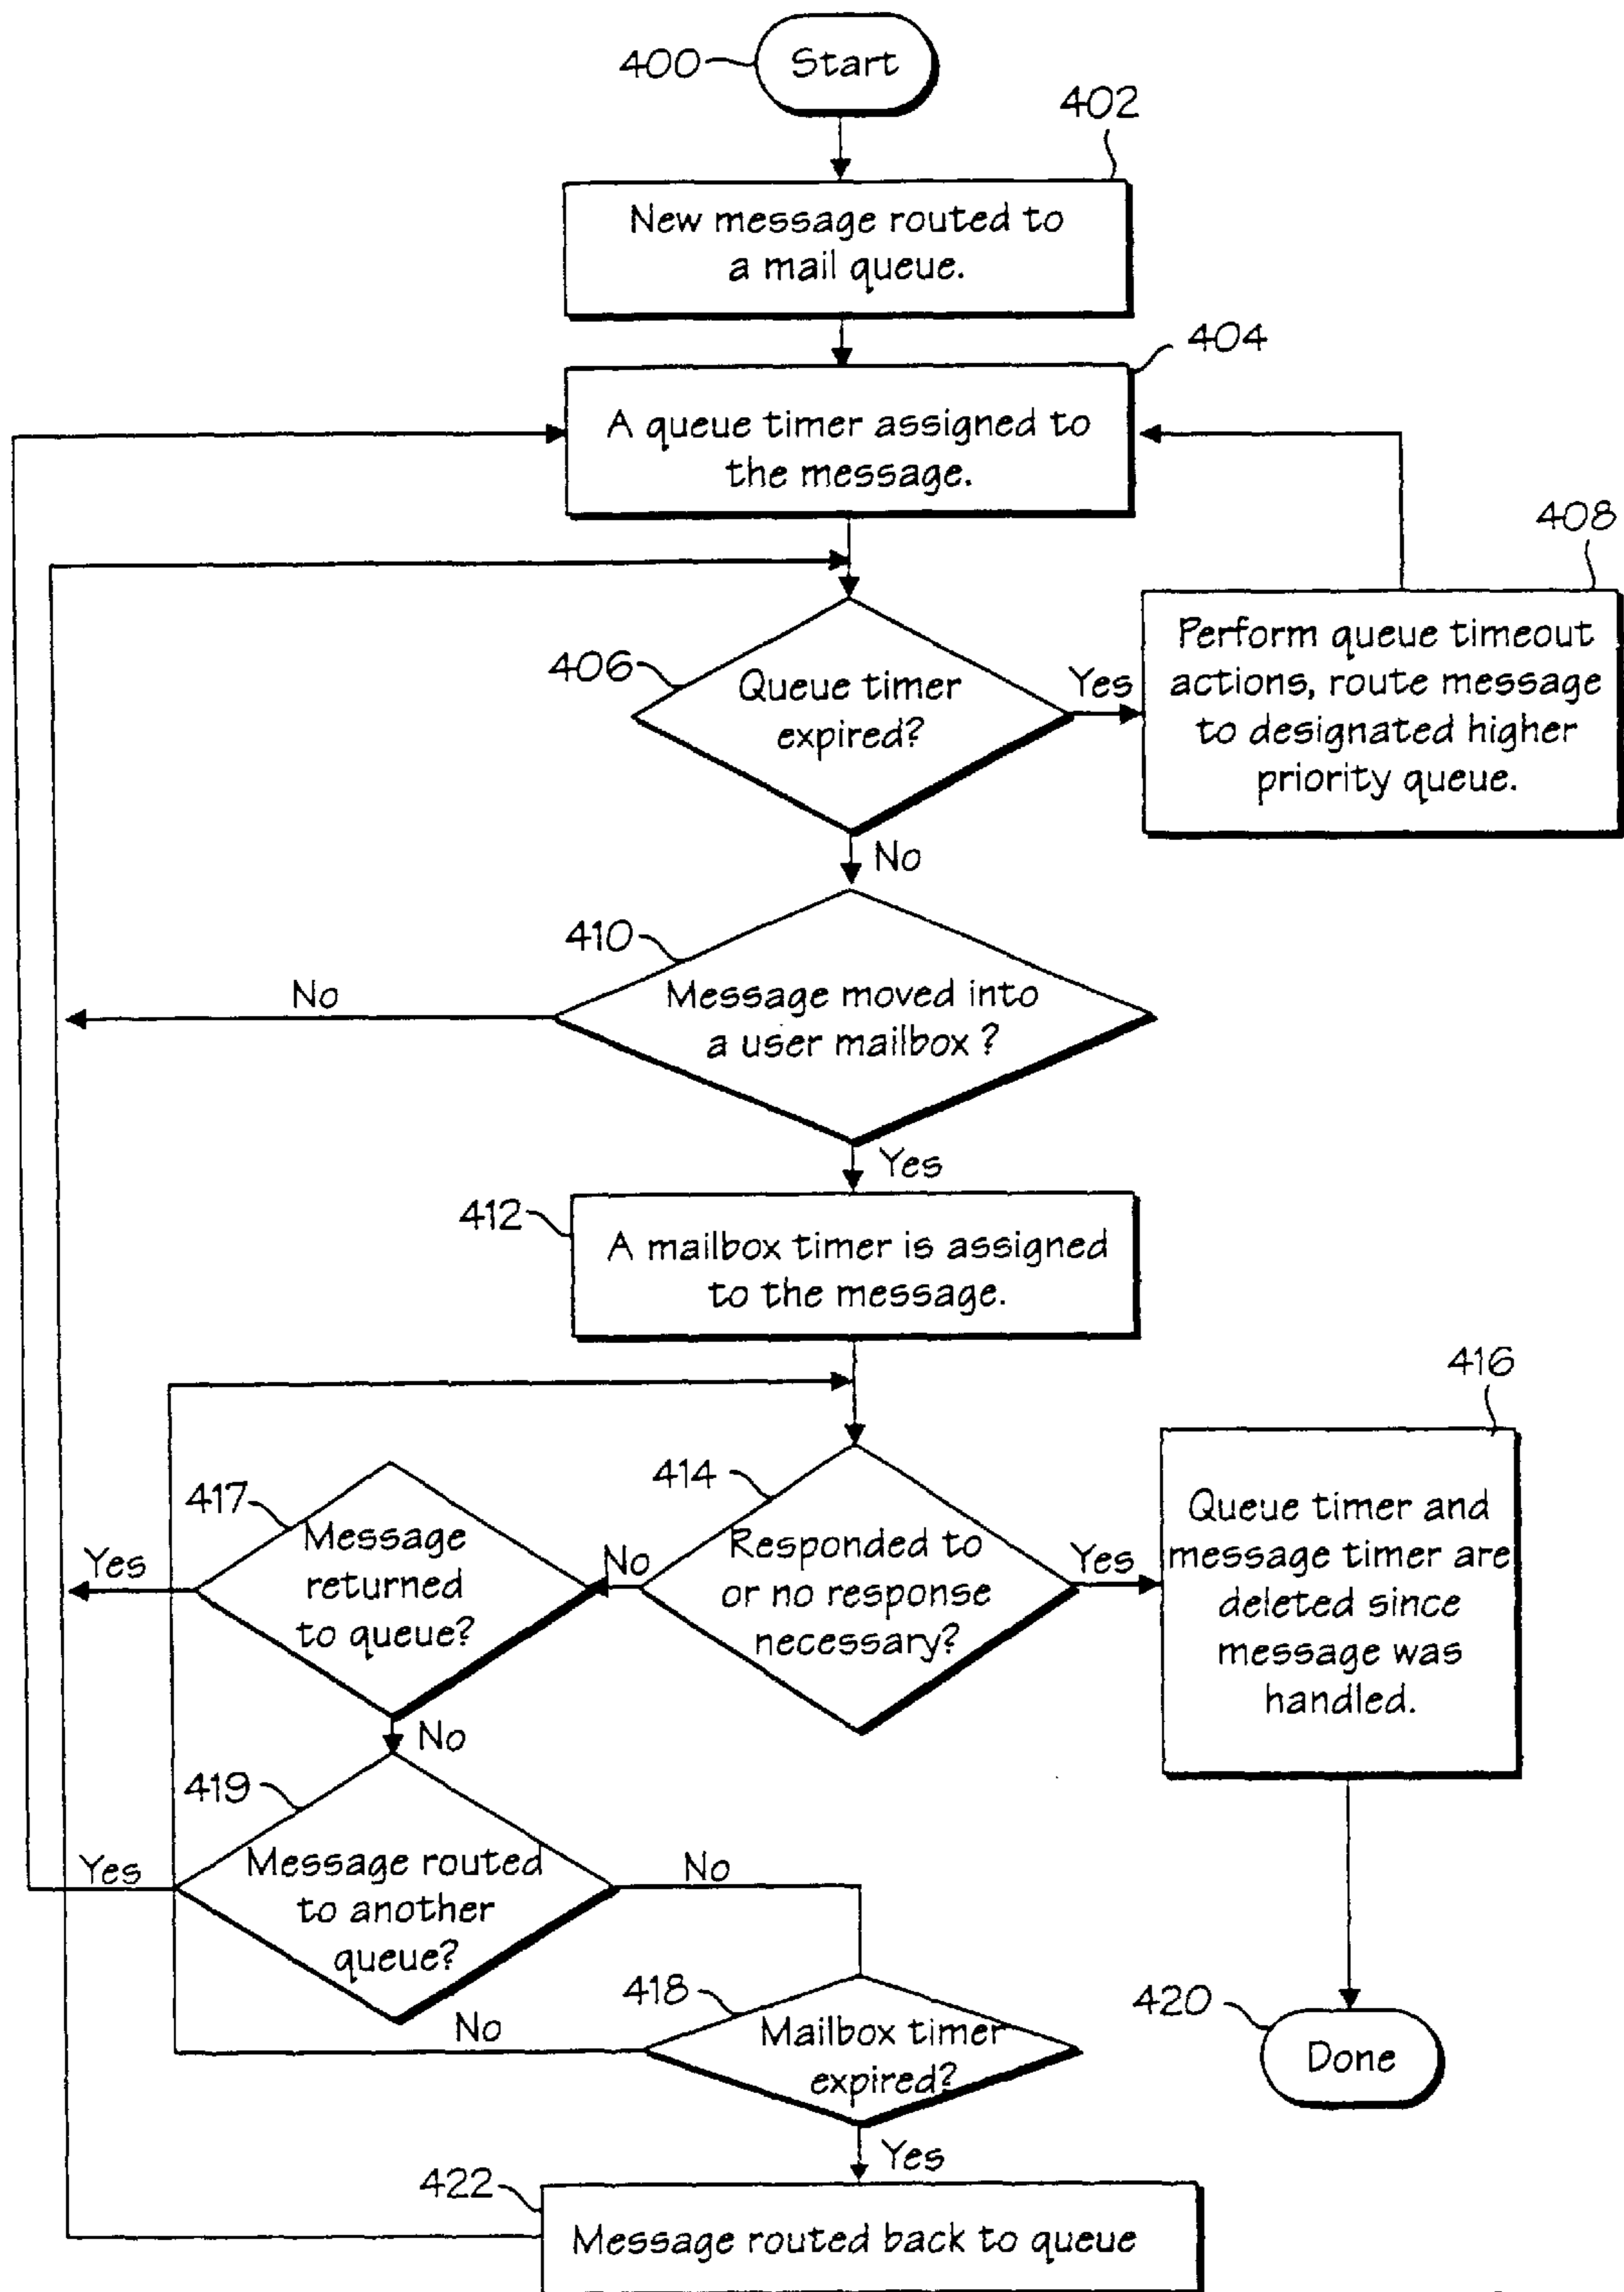 400
Start
402
New message routed to
a mail queue.
404
A queue timer assigned to
the message.
408
Perform queue timeout
actions, route message
to designated higher
priority queue.
406
Queue timer
expired?
Yes
No
410
Message moved into
a user mailbox ?
No
Yes
412
A mailbox timer is assigned
to the message.
416
Queue timer and
message timer are
deleted since
message was
handled.
414
Responded to
or no response
necessary?
Yes
No
417
Message
returned
to queue?
Yes
No
419
Message routed
to another
queue?
Yes
No
418
Mailbox timer
expired?
No
Yes
420
Done
422
Message routed back to queue